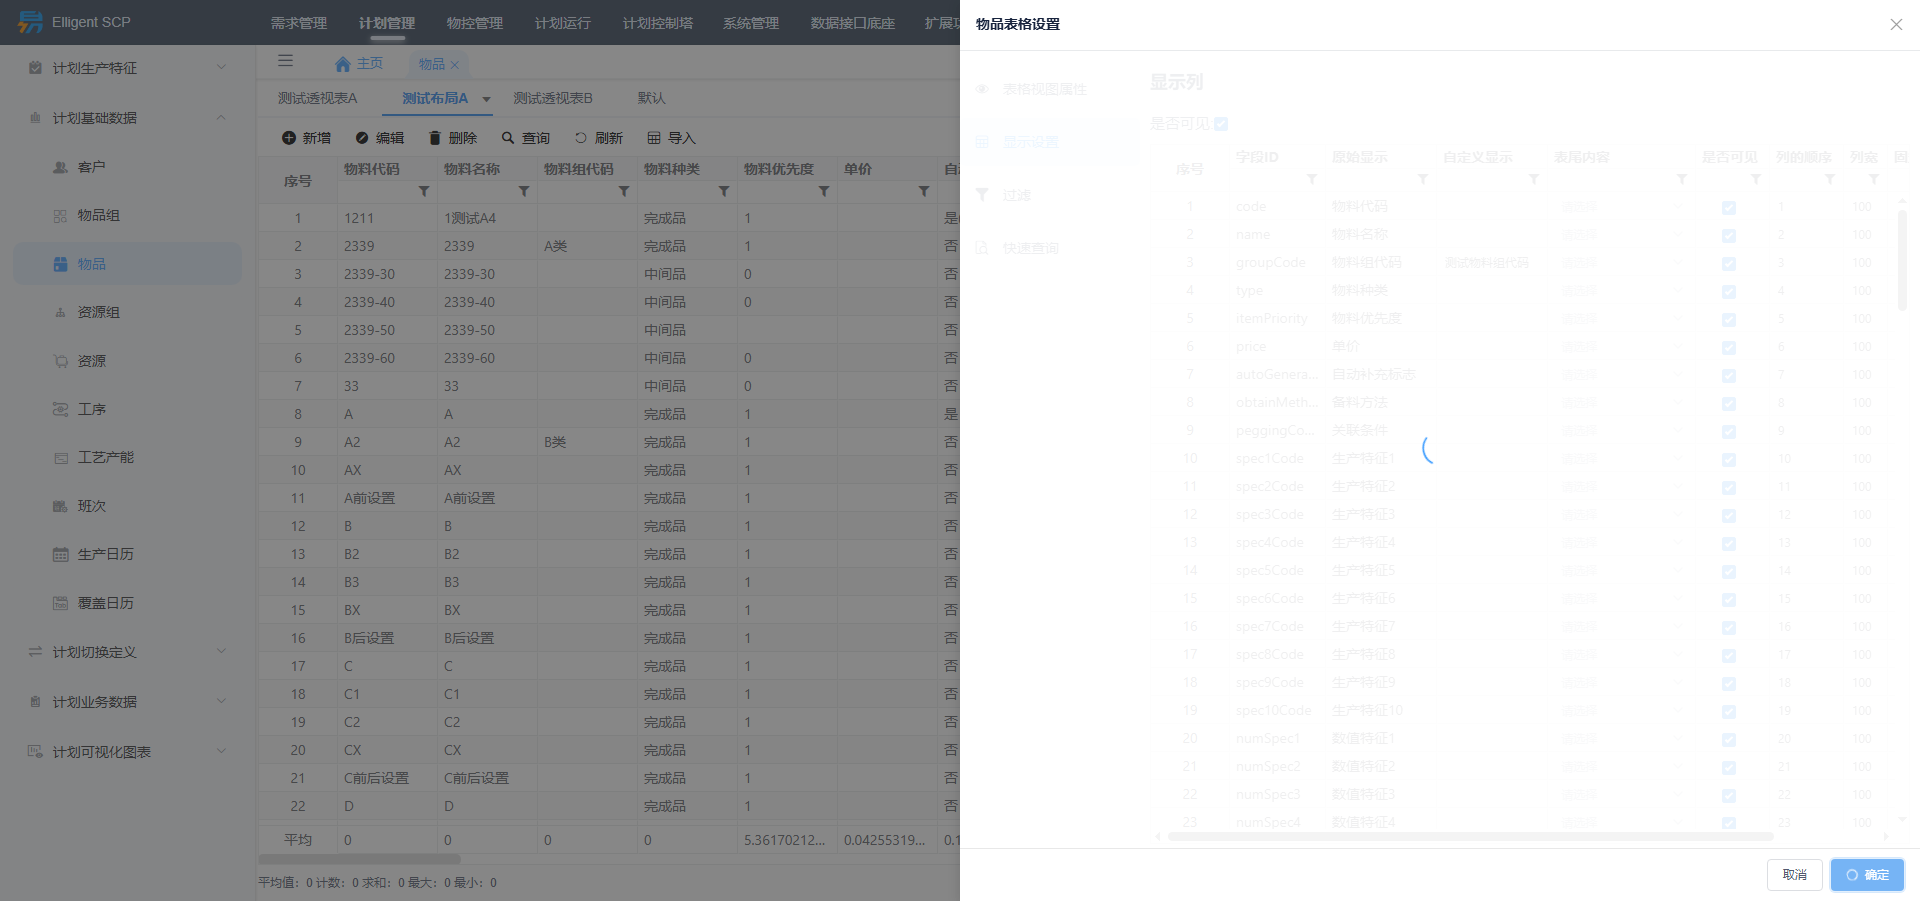 Elligent SCP
需求管理 计划管理 物控管理 计划运行 计划控制塔 系统管理 数据接口底座 扩展
计划生产特征
计划基础数据
客户
物品组
物品
资源组
资源
工序
工艺产能
班次
生产日历
覆盖日历
计划切换定义
计划业务数据
计划可视化图表
主页 物品
测试透视表A 测试布局A 测试透视表B 默认
新增 编辑 删除 查询 刷新 导入
序号 物料代码 物料名称 物料组代码 物料种类 物料优先度 单价
1 1211 1测试A4 完成品 1 是
2 2339 2339 A类 完成品 1 否
3 2339-30 2339-30 中间品 0 否
4 2339-40 2339-40 中间品 0 否
5 2339-50 2339-50 中间品 否
6 2339-60 2339-60 中间品 0 否
7 33 33 中间品 0 否
8 A A 完成品 1 是
9 A2 A2 B类 完成品 1 否
10 AX AX 完成品 1 否
11 A前设置 A前设置 完成品 1 否
12 B B 完成品 1 否
13 B2 B2 完成品 1 否
14 B3 B3 完成品 1 否
15 BX BX 完成品 1 否
16 B后设置 B后设置 完成品 1 否
17 C C 完成品 1 否
18 C1 C1 完成品 1 否
19 C2 C2 完成品 1 否
20 CX CX 完成品 1 否
21 C前后设置 C前后设置 完成品 1 否
22 D D 完成品 1 否
平均 0 0 0 0 5.36170212... 0.04255319... 0.1
平均值：0 计数：0 求和：0 最大：0 最小：0
物品表格设置
表格视图属性
显示设置
过滤
快速查询
显示列
是否可见
序号 字段ID 原始显示 自定义显示 表尾内容 是否可见 列的顺序 列宽 固
1 code 物料代码 请选择 1 100
2 name 物料名称 请选择 2 100
3 groupCode 物料组代码 测试物料组代码 请选择 3 100
4 type 物料种类 请选择 4 100
5 itemPriority 物料优先度 请选择 5 100
6 price 单价 请选择 6 100
7 autoGenera... 自动补充标志 请选择 7 100
8 obtainMeth... 备料方法 请选择 8 100
9 peggingCo... 关联条件 请选择 9 100
10 spec1Code 生产特征1 请选择 10 100
11 spec2Code 生产特征2 请选择 11 100
12 spec3Code 生产特征3 请选择 12 100
13 spec4Code 生产特征4 请选择 13 100
14 spec5Code 生产特征5 请选择 14 100
15 spec6Code 生产特征6 请选择 15 100
16 spec7Code 生产特征7 请选择 16 100
17 spec8Code 生产特征8 请选择 17 100
18 spec9Code 生产特征9 请选择 18 100
19 spec10Code 生产特征10 请选择 19 100
20 numSpec1 数值特征1 请选择 20 100
21 numSpec2 数值特征2 请选择 21 100
22 numSpec3 数值特征3 请选择 22 100
23 numSpec4 数值特征4 请选择 23 100
取消 确定